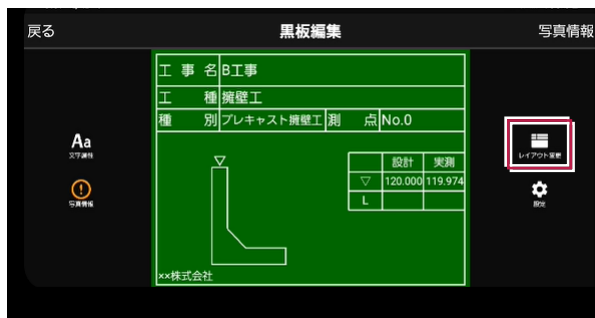 戻る 黒板編集 写真情報
工事名 B工事
工種 擁壁工
種別 プレキャスト擁壁工 測点 No.0
Aa
文字属性
写真情報
設計 実測
▽ 120.000 119.974
L
▽
レイアウト変更
設定
××株式会社